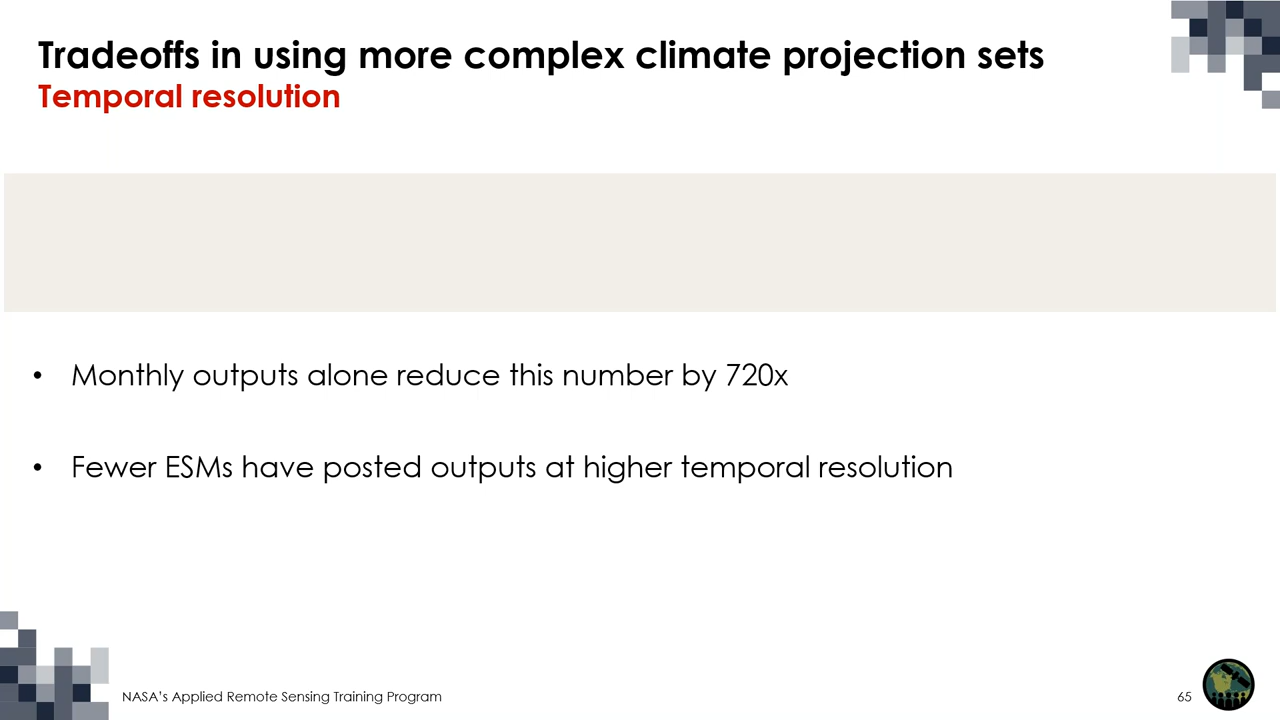 Tradeoffs in using more complex climate projection sets
Temporal resolution
• Monthly outputs alone reduce this number by 720x
• Fewer ESMs have posted outputs at higher temporal resolution
NASA's Applied Remote Sensing Training Program
65